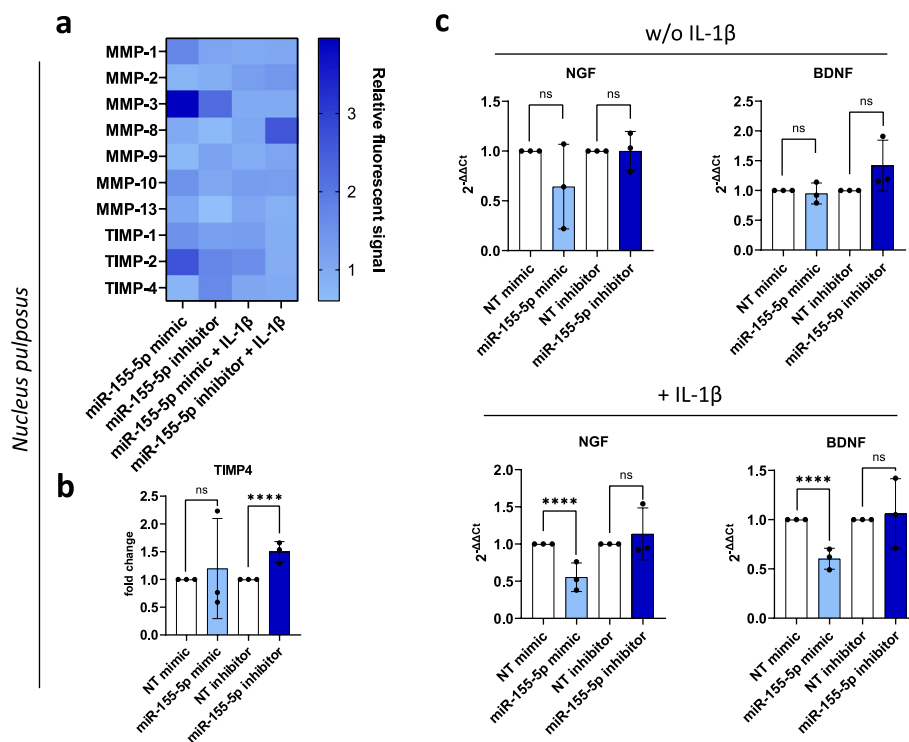 a
MMP-1
MMP-2
MMP-3
MMP-8
MMP-9
MMP-10
MMP-13
TIMP-1
TIMP-2
TIMP-4
miR-155-5p mimic
miR-155-5p inhibitor
miR-155-5p mimic + IL-1β
miR-155-5p inhibitor + IL-1β
3
2
1
Relative fluorescent signal
Nucleus pulposus
b
TIMP4
fold change
2.5
2.0
1.5
1.0
0.5
0.0
ns
****
NT mimic
miR-155-5p mimic
NT inhibitor
miR-155-5p inhibitor
c
w/o IL-1β
NGF
2-ΔΔCt
1.5
1.0
0.5
0.0
ns
ns
NT mimic
miR-155-5p mimic
NT inhibitor
miR-155-5p inhibitor
BDNF
2-ΔΔCt
2.5
2.0
1.5
1.0
0.5
0.0
ns
ns
NT mimic
miR-155-5p mimic
NT inhibitor
miR-155-5p inhibitor
+ IL-1β
NGF
2-ΔΔCt
2.0
1.5
1.0
0.5
0.0
****
ns
NT mimic
miR-155-5p mimic
NT inhibitor
miR-155-5p inhibitor
BDNF
2-ΔΔCt
1.5
1.0
0.5
0.0
****
ns
NT mimic
miR-155-5p mimic
NT inhibitor
miR-155-5p inhibitor